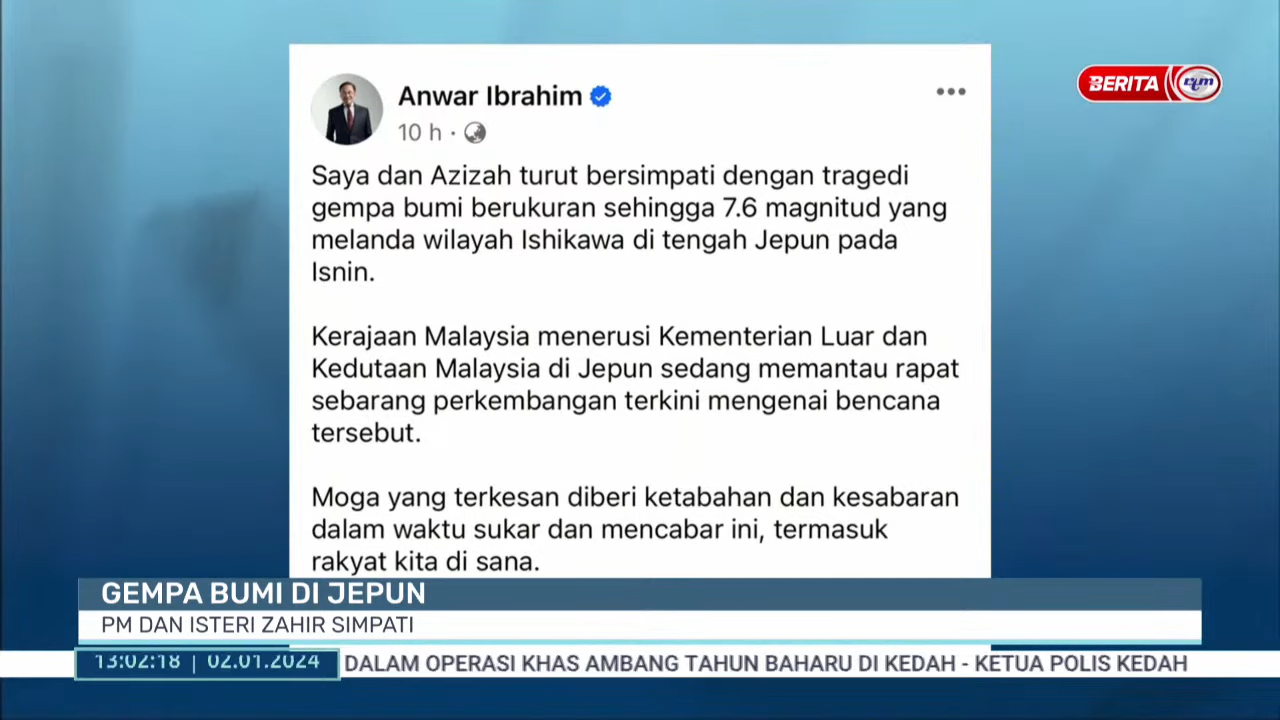 BERITA rtm
Anwar Ibrahim
10 h ·
Saya dan Azizah turut bersimpati dengan tragedi
gempa bumi berukuran sehingga 7.6 magnitud yang
melanda wilayah Ishikawa di tengah Jepun pada
Isnin.
Kerajaan Malaysia menerusi Kementerian Luar dan
Kedutaan Malaysia di Jepun sedang memantau rapat
sebarang perkembangan terkini mengenai bencana
tersebut.
Moga yang terkesan diberi ketabahan dan kesabaran
dalam waktu sukar dan mencabar ini, termasuk
rakyat kita di sana.
GEMPA BUMI DI JEPUN
PM DAN ISTERI ZAHIR SIMPATI
13:02:18 | 02.01.2024
DALAM OPERASI KHAS AMBANG TAHUN BAHARU DI KEDAH - KETUA POLIS KEDAH